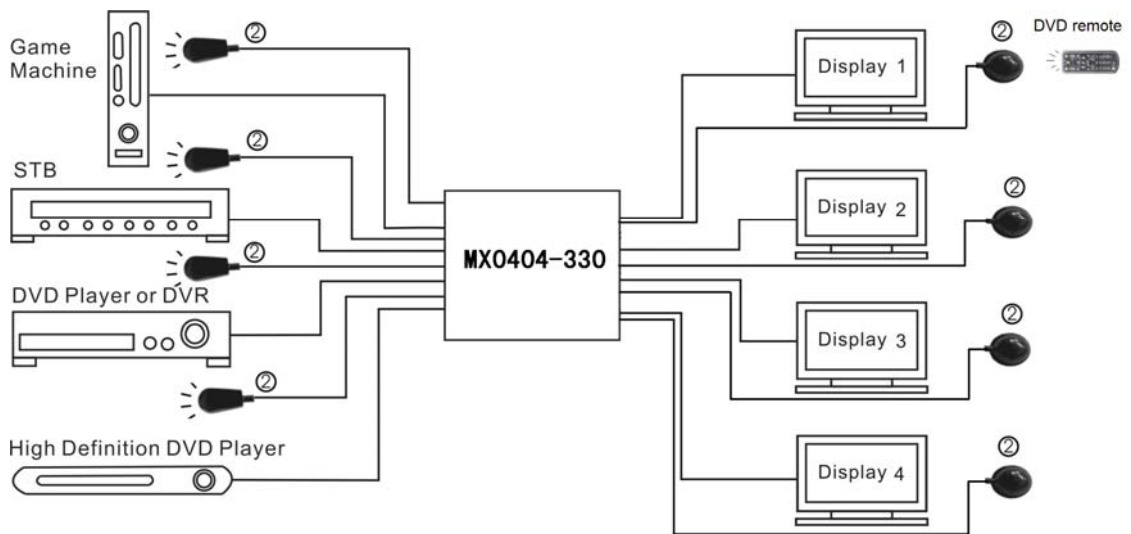 ②
Game
Machine
②
STB
②
DVD Player or DVR
②
High Definition DVD Player
MX0404-330
Display 1
②
DVD remote
Display 2
②
Display 3
②
Display 4
②